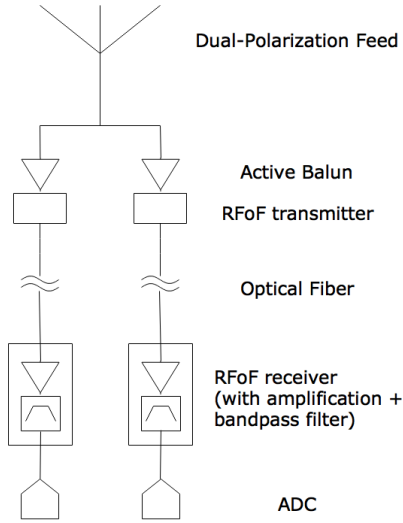 Dual-Polarization Feed
Active Balun
RFoF transmitter
Optical Fiber
RFoF receiver
(with amplification +
bandpass filter)
ADC